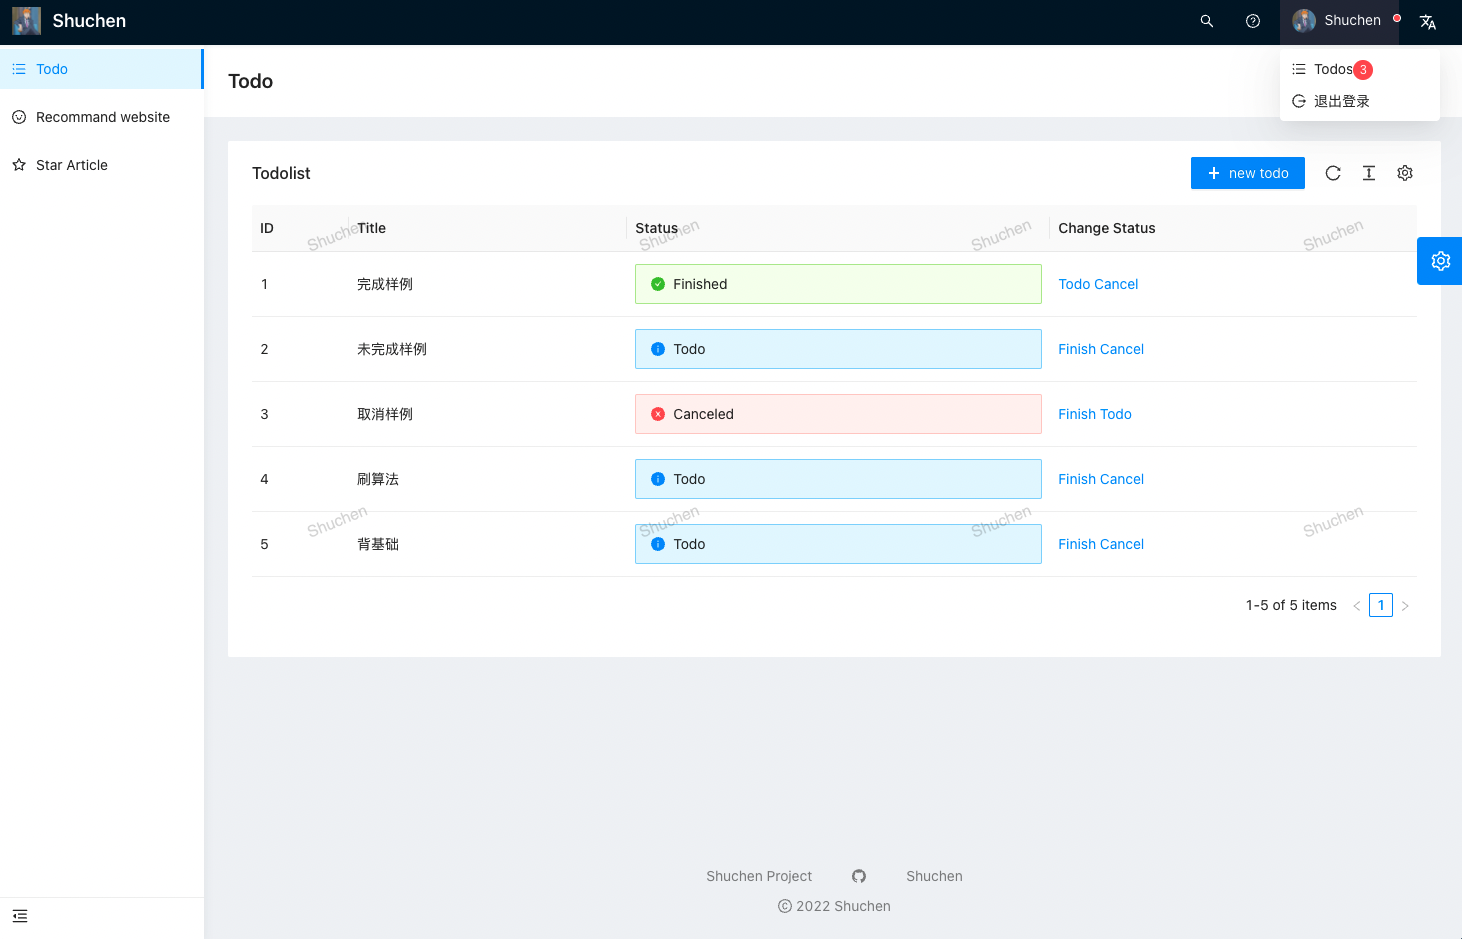 Shuchen
Shuchen
Todo
Recommand website
Star Article
Todo
Todos 3
退出登录
Todolist
new todo
ID Title Status Change Status
Shuchen Shuchen Shuchen Shuchen
1 完成样例 Finished Todo Cancel
2 未完成样例 Todo Finish Cancel
3 取消样例 Canceled Finish Todo
4 刷算法 Todo Finish Cancel
Shuchen Shuchen Shuchen Shuchen
5 背基础 Todo Finish Cancel
1-5 of 5 items 1
Shuchen Project Shuchen
© 2022 Shuchen